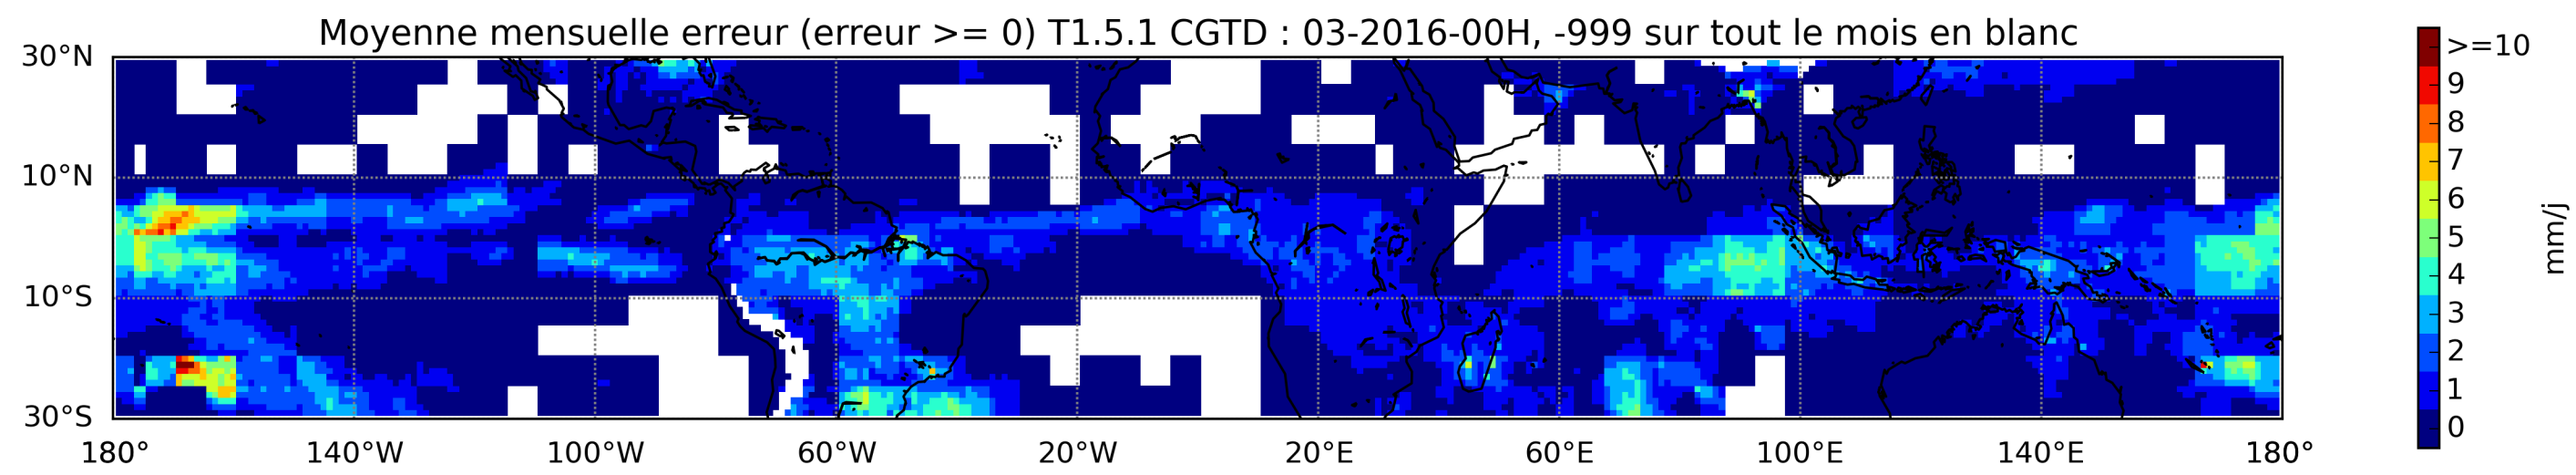 Moyenne mensuelle erreur (erreur >= 0) T1.5.1 CGTD : 03-2016-00H, -999 sur tout le mois en blanc
30°N
10°N
10°S
30°S
180°
140°W
100°W
60°W
20°W
20°E
60°E
100°E
140°E
180°
>=10
9
8
7
6
5
4
3
2
1
0
mm/j